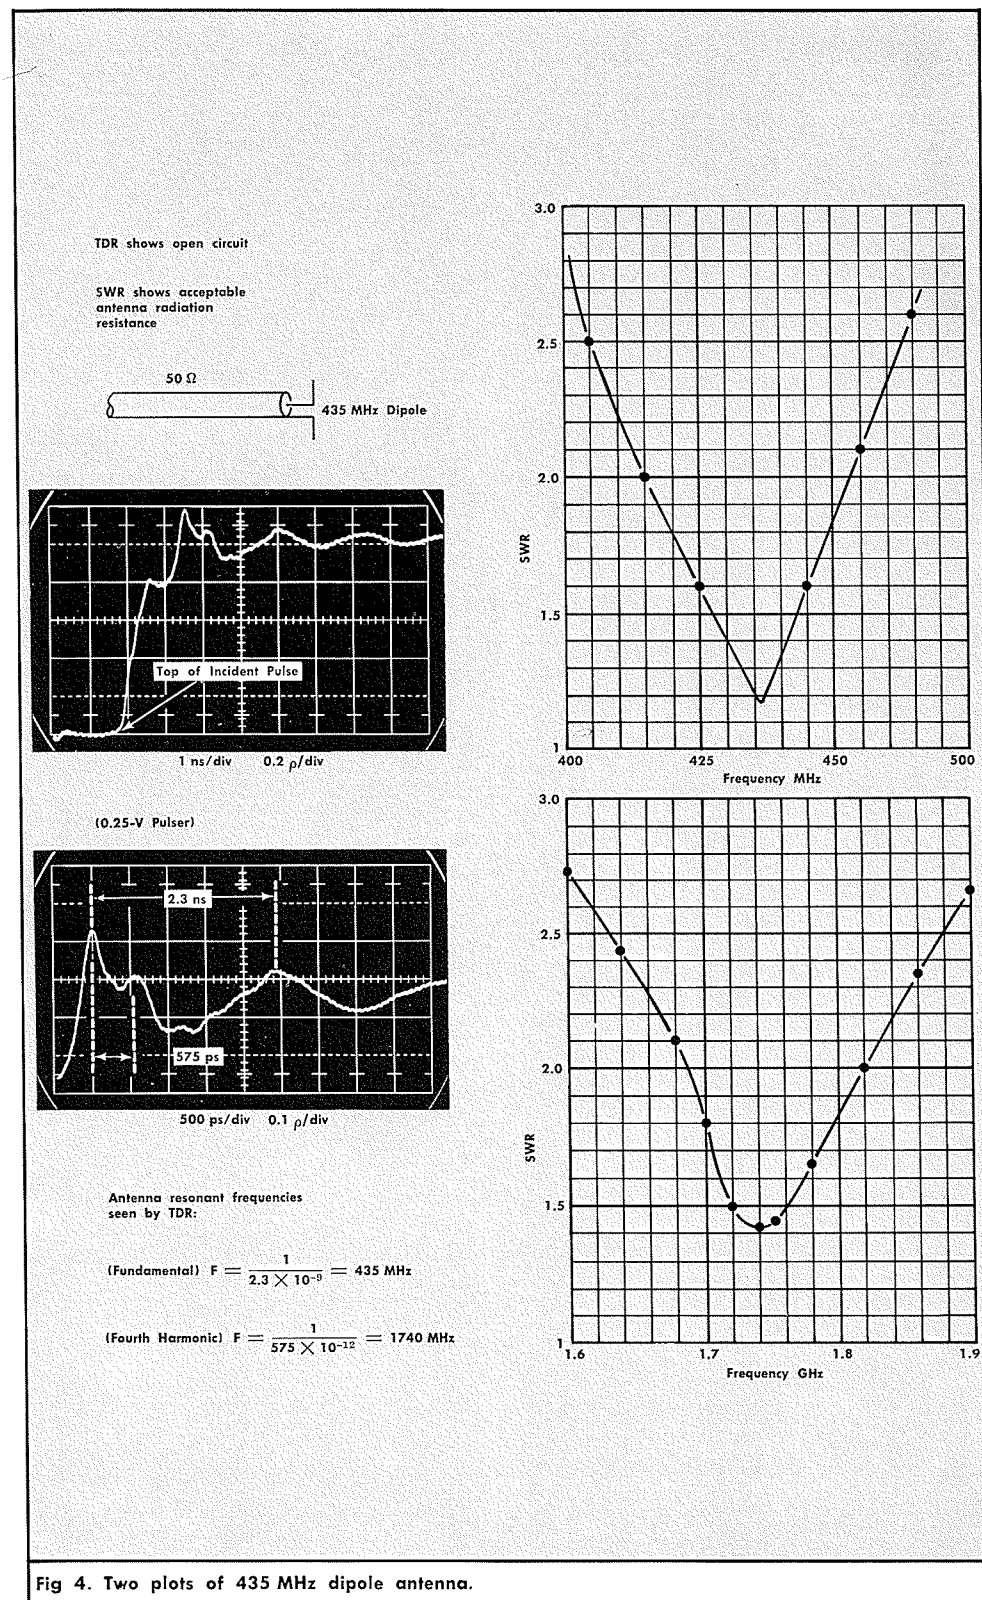 TDR shows open circuit
SWR shows acceptable
antenna radiation
resistance
50 Ω
435 MHz Dipole
Top of Incident Pulse
1 ns/div 0.2 ρ/div
(0.25-V Pulser)
2.3 ns
575 ps
500 ps/div 0.1 ρ/div
Antenna resonant frequencies
seen by TDR:
(Fundamental) F = 1 / 2.3 × 10⁻⁹ = 435 MHz
(Fourth Harmonic) F = 1 / 575 × 10⁻¹² = 1740 MHz
3.0
2.5
2.0
1.5
1
SWR
400 425 450 500
Frequency MHz
3.0
2.5
2.0
1.5
1
SWR
1.6 1.7 1.8 1.9
Frequency GHz
Fig 4. Two plots of 435 MHz dipole antenna.